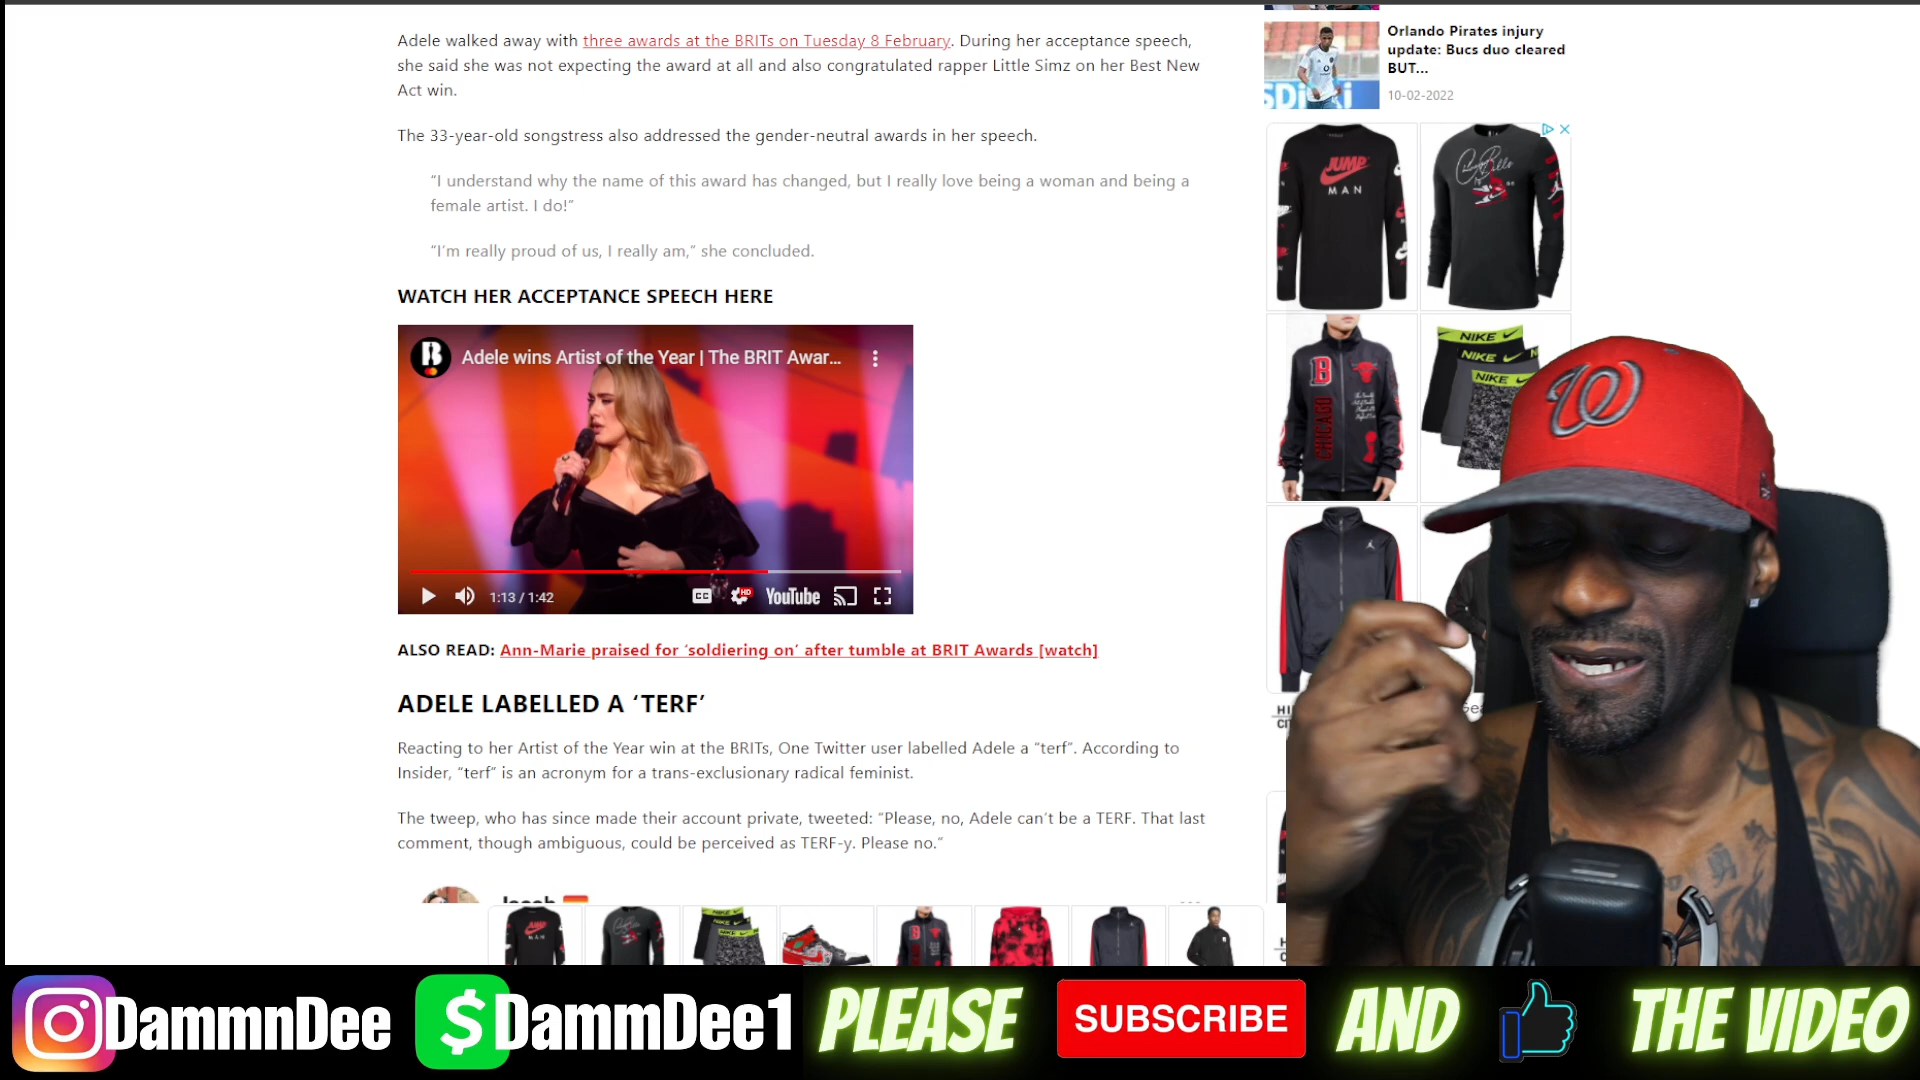 Adele walked away with three awards at the BRITs on Tuesday 8 February. During her acceptance speech,
she said she was not expecting the award at all and also congratulated rapper Little Simz on her Best New
Act win.
The 33-year-old songstress also addressed the gender-neutral awards in her speech.
“I understand why the name of this award has changed, but I really love being a woman and being a
female artist. I do!”
“I’m really proud of us, I really am,” she concluded.
WATCH HER ACCEPTANCE SPEECH HERE
Adele wins Artist of the Year | The BRIT Awar...
1:13 / 1:42
CC
HD
YouTube
ALSO READ: Ann-Marie praised for ‘soldiering on’ after tumble at BRIT Awards [watch]
ADELE LABELLED A ‘TERF’
Reacting to her Artist of the Year win at the BRITs, One Twitter user labelled Adele a “terf”. According to
Insider, “terf” is an acronym for a trans-exclusionary radical feminist.
The tweep, who has since made their account private, tweeted: “Please, no, Adele can’t be a TERF. That last
comment, though ambiguous, could be perceived as TERF-y. Please no.”
Orlando Pirates injury
update: Bucs duo cleared
BUT...
10-02-2022
JUMP
MAN
B
CHICAGO
NIKE
NIKE
NIKE
W
DammnDee
$
DammDee1
PLEASE
SUBSCRIBE
AND
THE VIDEO